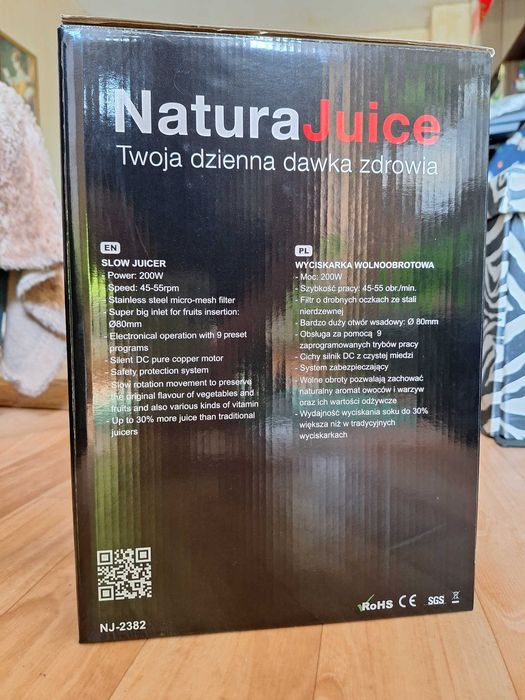 NaturaJuice
Twoja dzienna dawka zdrowia
EN
SLOW JUICER
- Power: 200W
- Speed: 45-55rpm
- Stainless steel micro-mesh filter
- Super big inlet for fruits insertion:
Ø80mm
- Electronical operation with 9 preset
programs
- Silent DC pure copper motor
- Safety protection system
- Slow rotation movement to preserve
the original flavour of vegetables and
fruits and also various kinds of vitamin
- Up to 30% more juice than traditional
juicers
PL
WYCISKARKA WOLNOOBROTOWA
- Moc: 200W
- Szybkość pracy: 45-55 obr./min.
- Filtr o drobnych oczkach ze stali
nierdzewnej
- Bardzo duży otwór wsadowy: Ø 80mm
- Obsługa za pomocą 9
zaprogramowanych trybów pracy
- Cichy silnik DC z czystej miedzi
- System zabezpieczający
- Wolne obroty pozwalają zachować
naturalny aromat owoców i warzyw
oraz ich wartości odżywcze
- Wydajność wyciskania soku do 30%
większa niż w tradycyjnych
wyciskarkach
NJ-2382
RoHS CE SGS